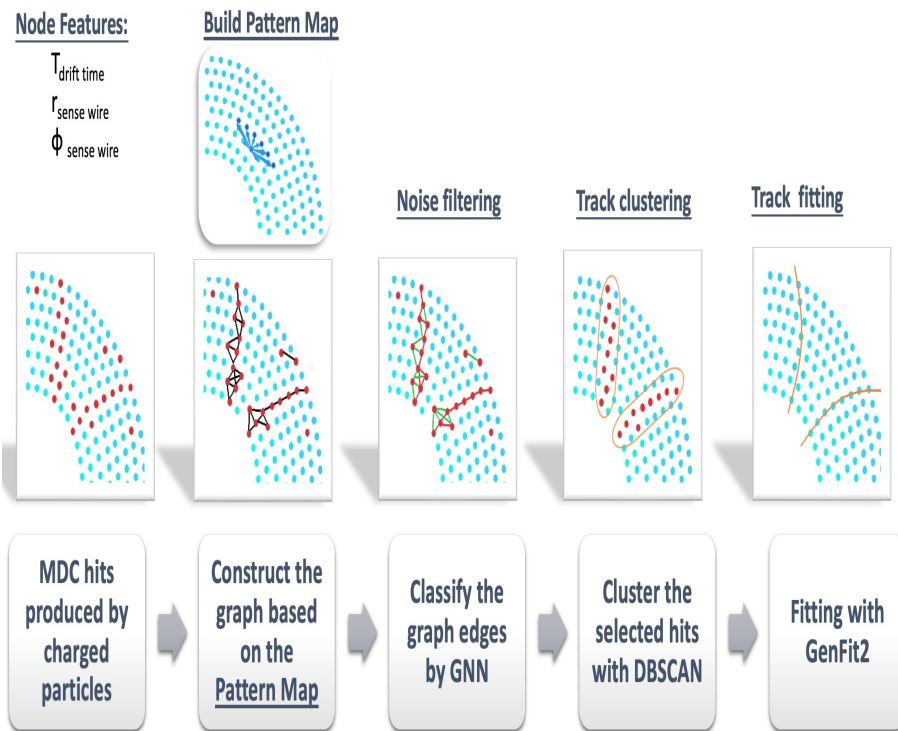 Node Features:
T drift time
r sense wire
ϕ sense wire
Build Pattern Map
Noise filtering
Track clustering
Track fitting
MDC hits
produced by
charged
particles
Construct the
graph based
on the
Pattern Map
Classify the
graph edges
by GNN
Cluster the
selected hits
with DBSCAN
Fitting with
GenFit2